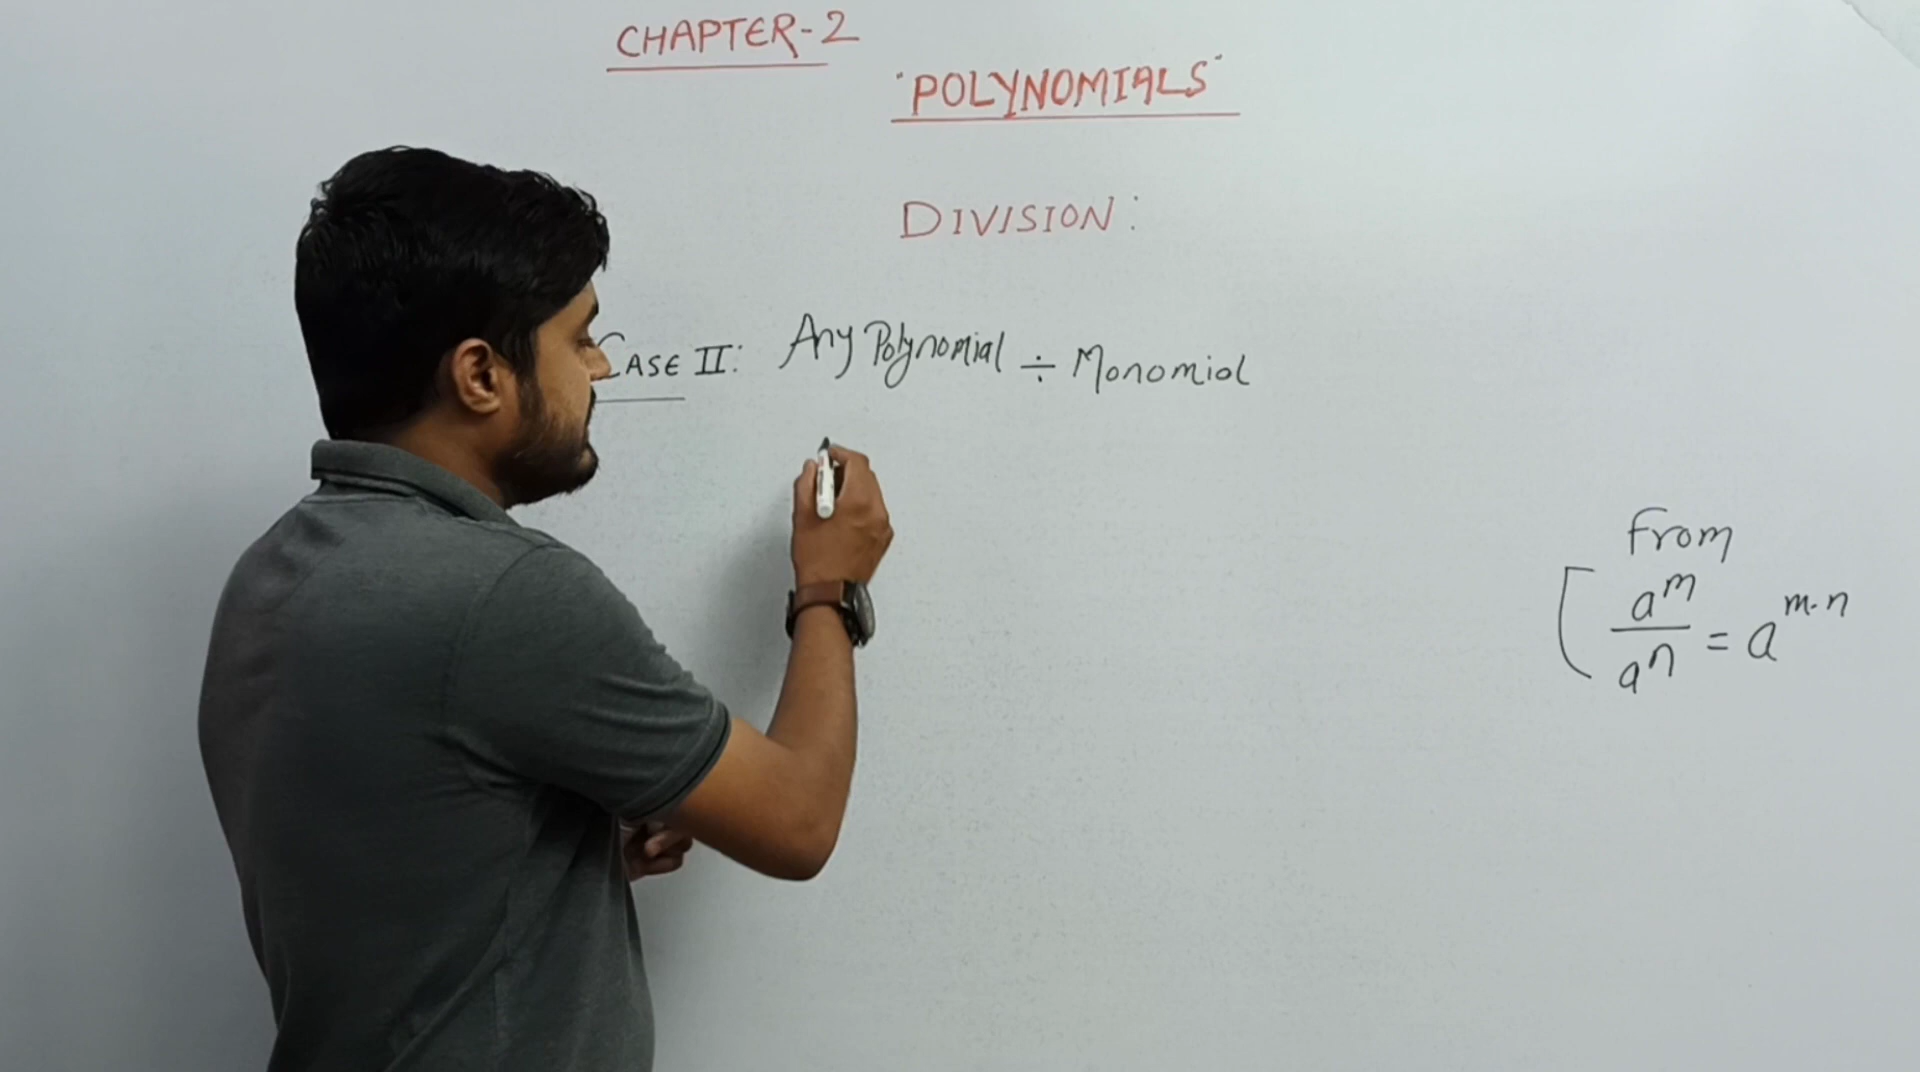 CHAPTER-2
"POLYNOMIALS"
DIVISION:
CASE II: Any Polynomial ÷ Monomial
From
[ a^m / a^n = a^m-n